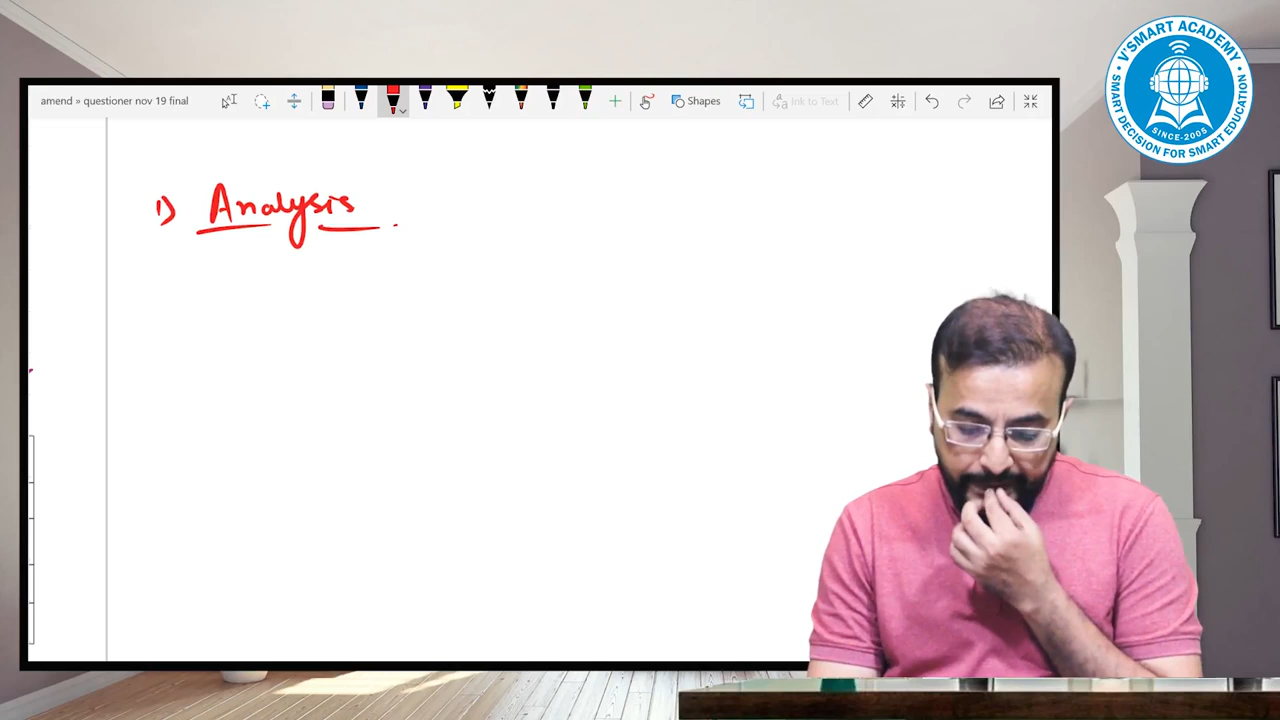 amend » questioner nov 19 final
Shapes
Ink to Text
V'SMART ACADEMY
SINCE-2005
SMART DECISION FOR SMART EDUCATION
1) Analysis